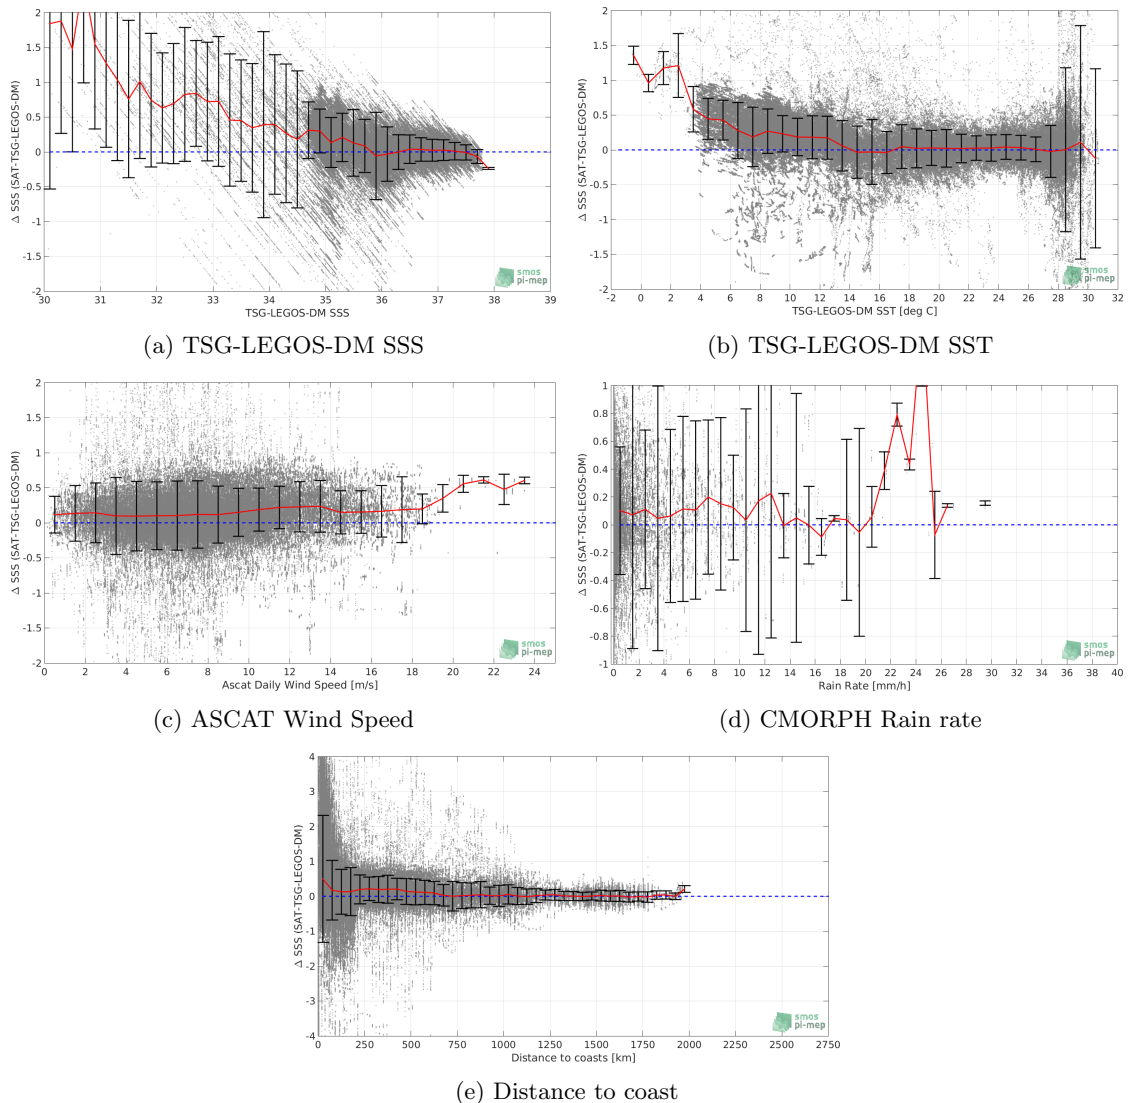 2
1.5
1
0.5
0
-0.5
-1
-1.5
-2
Δ SSS (SAT-TSG-LEGOS-DM)
30 31 32 33 34 35 36 37 38 39
TSG-LEGOS-DM SSS
smos
pi-mep
(a) TSG-LEGOS-DM SSS
2
1.5
1
0.5
0
-0.5
-1
-1.5
-2
Δ SSS (SAT-TSG-LEGOS-DM)
-2 0 2 4 6 8 10 12 14 16 18 20 22 24 26 28 30 32
TSG-LEGOS-DM SST [deg C]
smos
pi-mep
(b) TSG-LEGOS-DM SST
2
1.5
1
0.5
0
-0.5
-1
-1.5
-2
Δ SSS (SAT-TSG-LEGOS-DM)
0 2 4 6 8 10 12 14 16 18 20 22 24
Ascat Daily Wind Speed [m/s]
smos
pi-mep
(c) ASCAT Wind Speed
1
0.8
0.6
0.4
0.2
0
-0.2
-0.4
-0.6
-0.8
-1
Δ SSS (SAT-TSG-LEGOS-DM)
0 2 4 6 8 10 12 14 16 18 20 22 24 26 28 30 32 34 36 38 40
Rain Rate [mm/h]
smos
pi-mep
(d) CMORPH Rain rate
4
3
2
1
0
-1
-2
-3
-4
Δ SSS (SAT-TSG-LEGOS-DM)
0 250 500 750 1000 1250 1500 1750 2000 2250 2500 2750
Distance to coasts [km]
smos
pi-mep
(e) Distance to coast